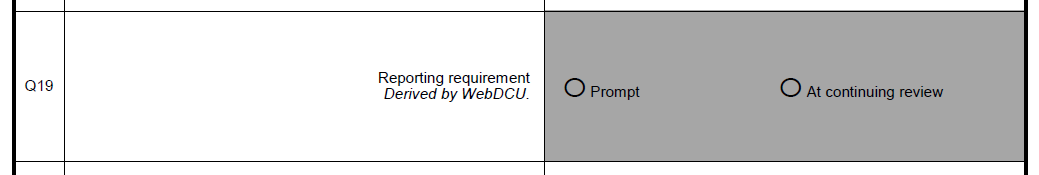 Q19
Reporting requirement
Derived by WebDCU.
Prompt
At continuing review